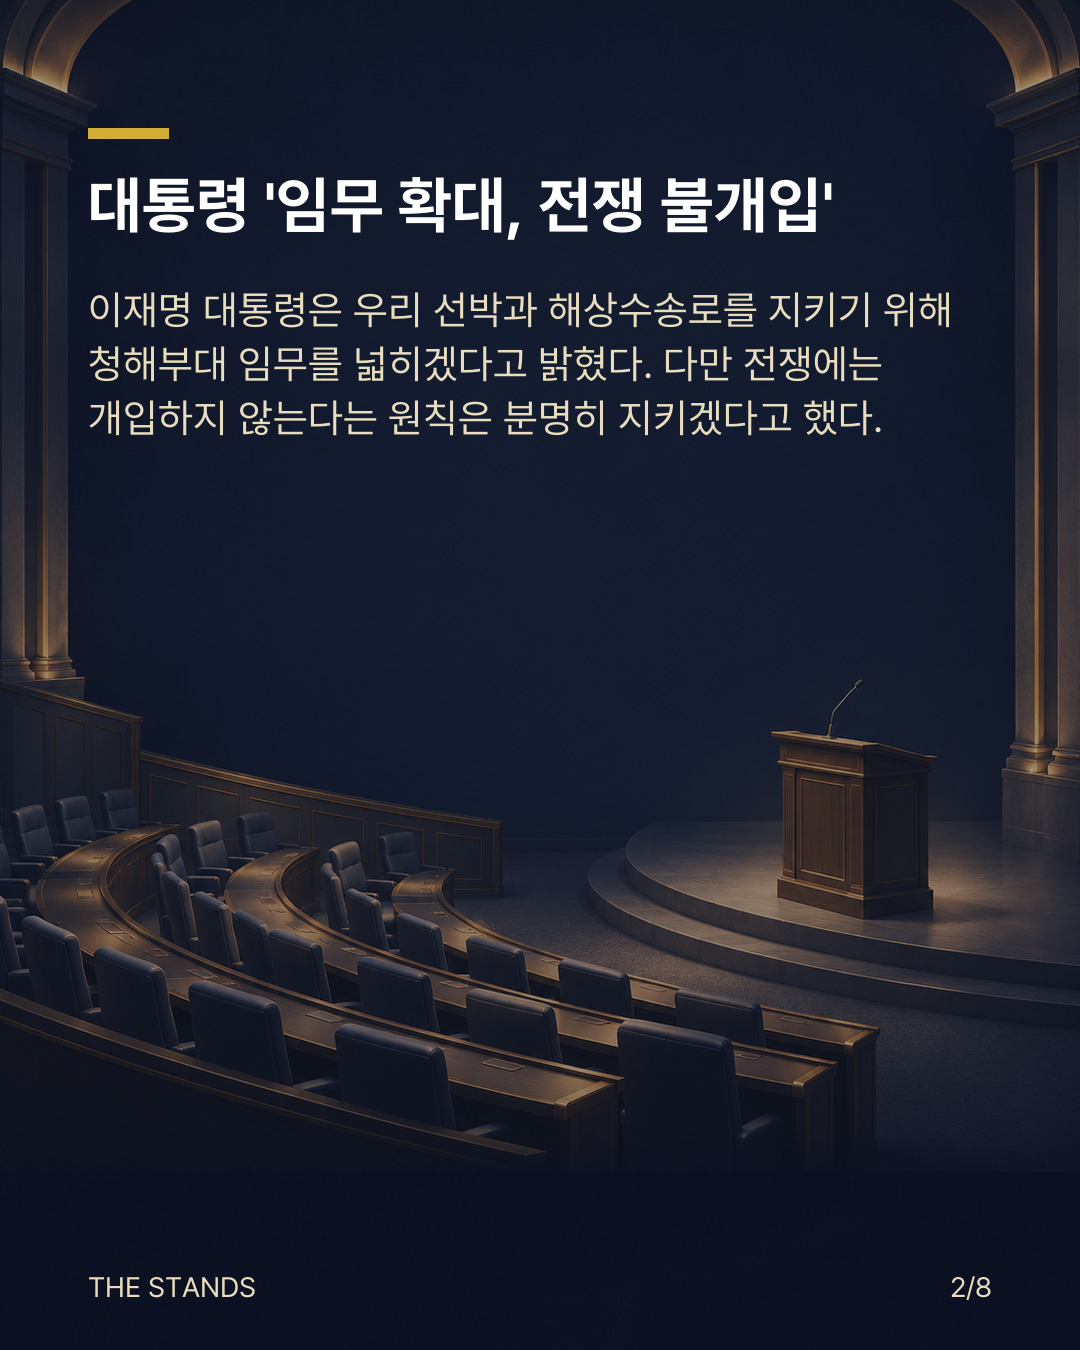 대통령 '임무 확대, 전쟁 불개입'
이재명 대통령은 우리 선박과 해상수송로를 지키기 위해
청해부대 임무를 넓히겠다고 밝혔다. 다만 전쟁에는
개입하지 않는다는 원칙은 분명히 지키겠다고 했다.
THE STANDS
2/8